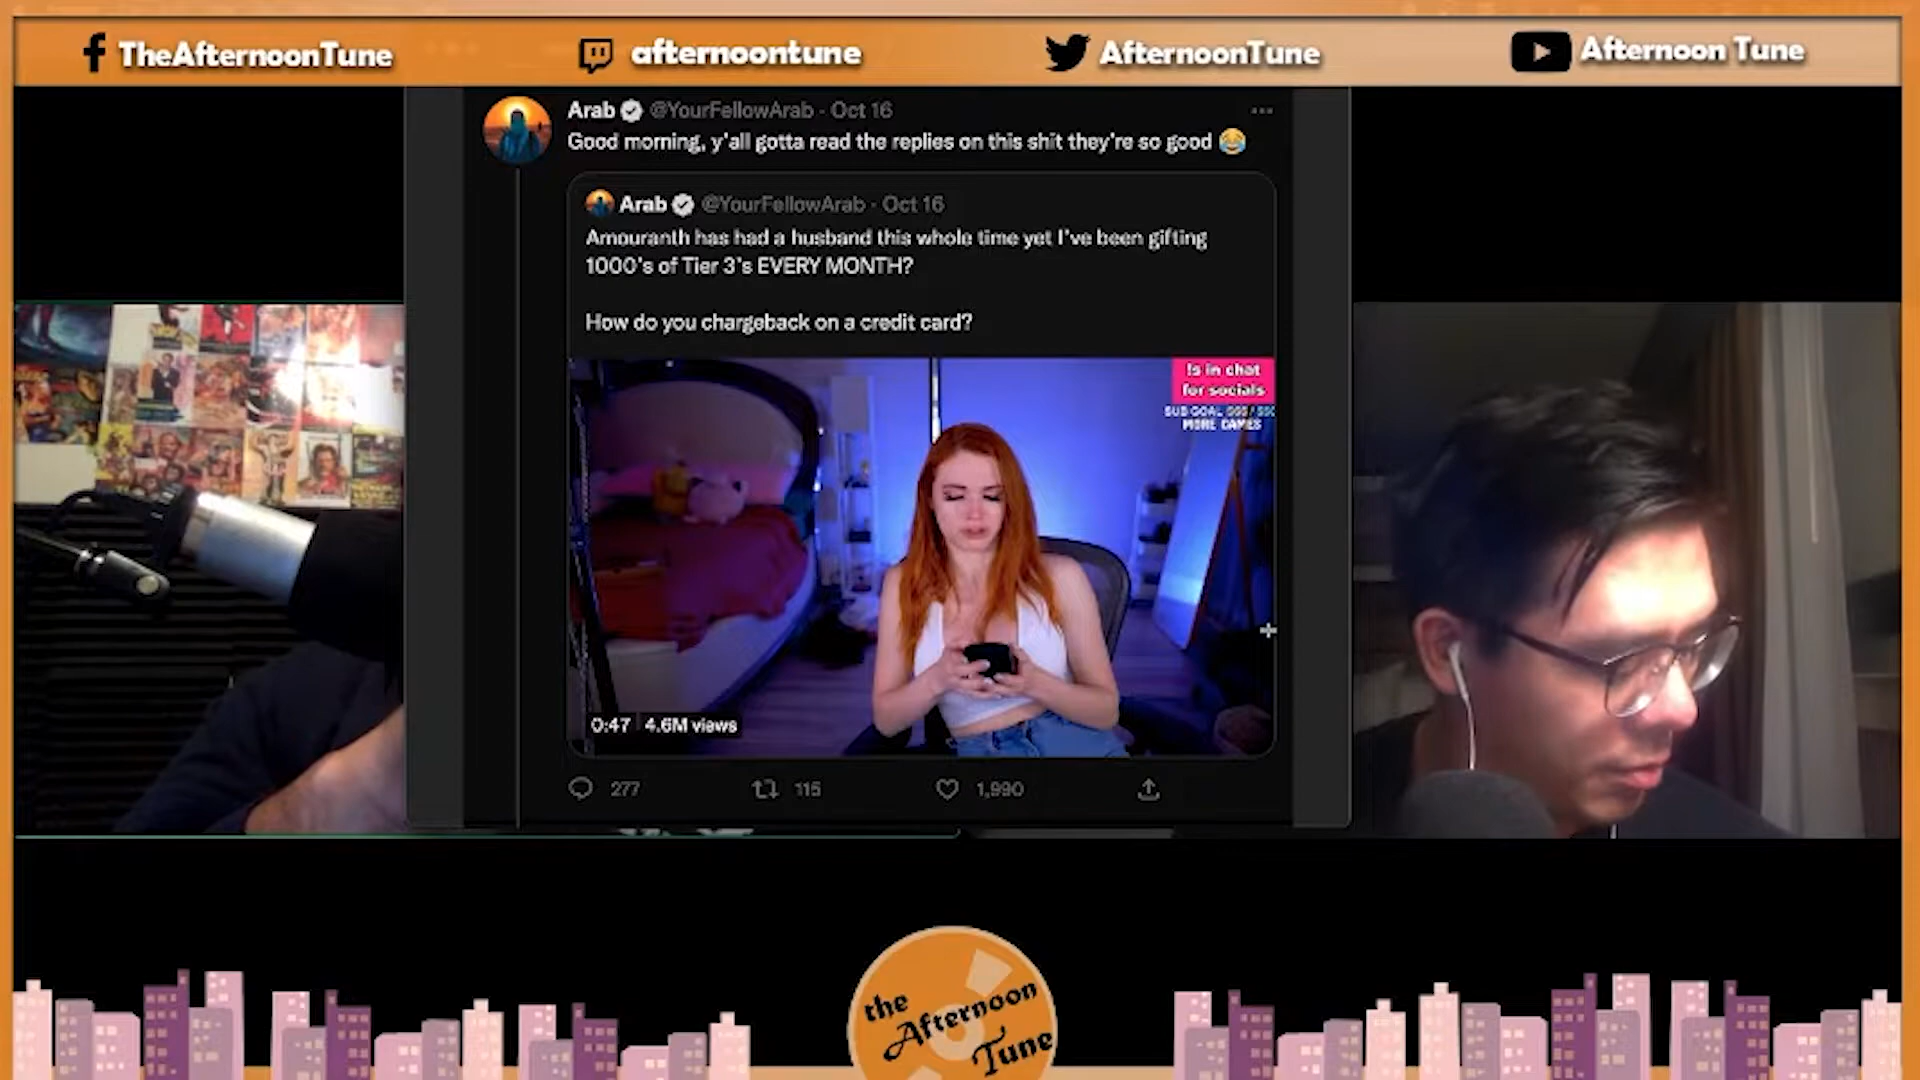 TheAfternoonTune
afternoontune
AfternoonTune
Afternoon Tune
Arab @YourFellowArab · Oct 16
Good morning, y'all gotta read the replies on this shit they're so good 😂
Arab @YourFellowArab · Oct 16
Amouranth has had a husband this whole time yet I've been gifting
1000's of Tier 3's EVERY MONTH?
How do you chargeback on a credit card?
!s in chat
for socials
SUB GOAL
MORE GAMES
0:47 4.6M views
277 115 1,990
the
Afternoon
Tune